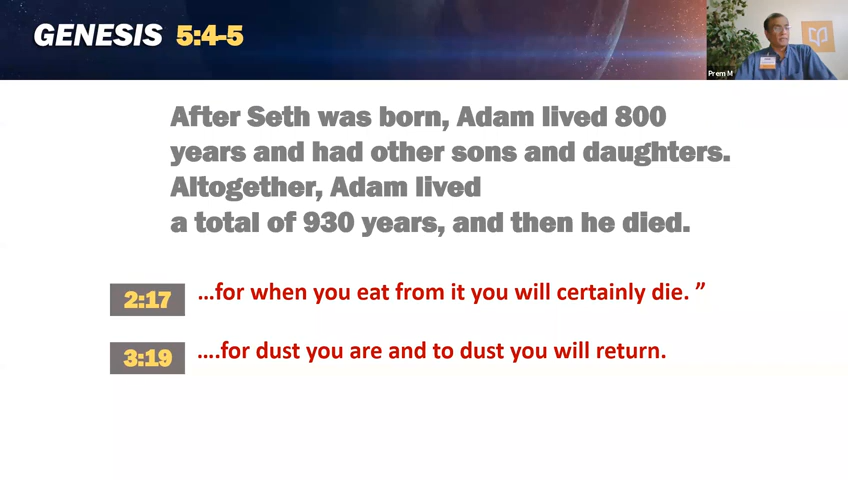 GENESIS 5:4-5
Prem M
After Seth was born, Adam lived 800
years and had other sons and daughters.
Altogether, Adam lived
a total of 930 years, and then he died.
2:17 ...for when you eat from it you will certainly die. ”
3:19 ....for dust you are and to dust you will return.